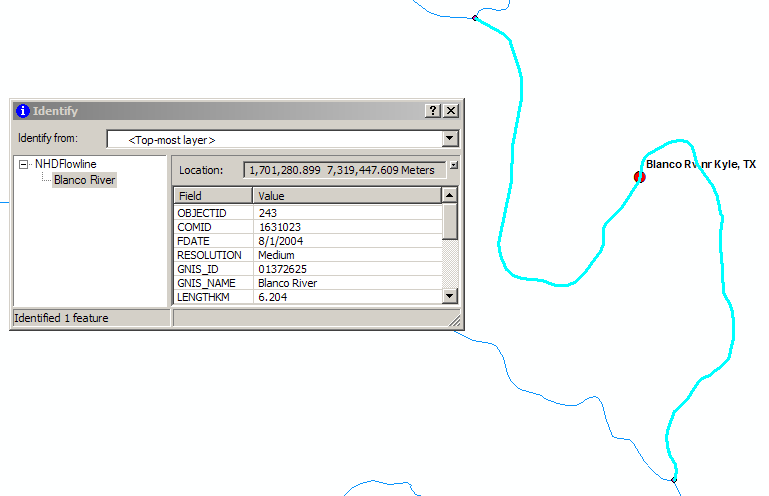 Identify
Identify from: <Top-most layer>
NHDFlowline
Blanco River
Location: 1,701,280.899 7,319,447.609 Meters
Field Value
OBJECTID 243
COMID 1631023
FDATE 8/1/2004
RESOLUTION Medium
GNIS_ID 01372625
GNIS_NAME Blanco River
LENGTHKM 6.204
Identified 1 feature
Blanco Rv nr Kyle, TX